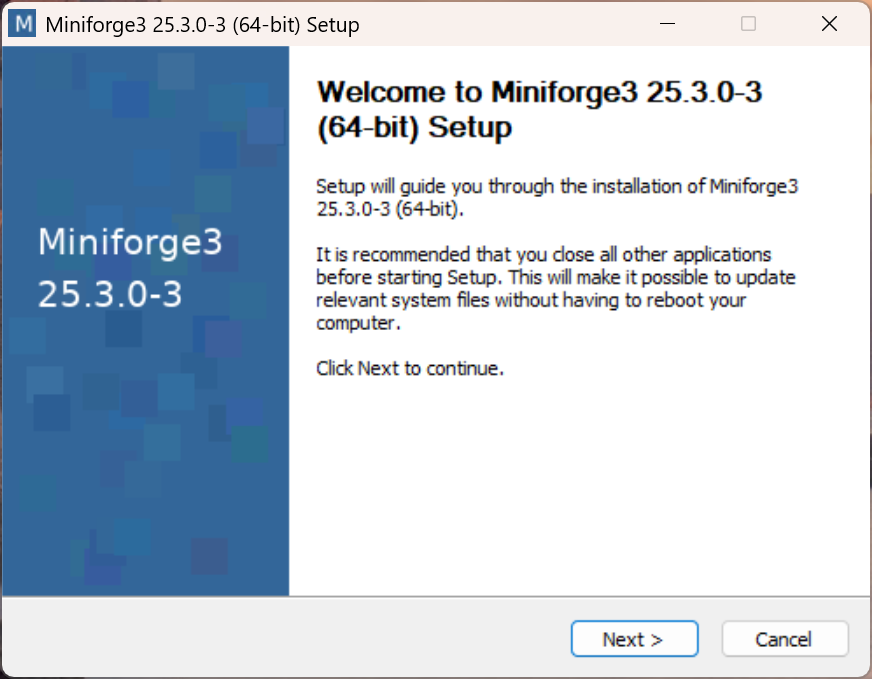 M Miniforge3 25.3.0-3 (64-bit) Setup
Miniforge3
25.3.0-3
Welcome to Miniforge3 25.3.0-3
(64-bit) Setup
Setup will guide you through the installation of Miniforge3
25.3.0-3 (64-bit).
It is recommended that you close all other applications
before starting Setup. This will make it possible to update
relevant system files without having to reboot your
computer.
Click Next to continue.
Next >
Cancel